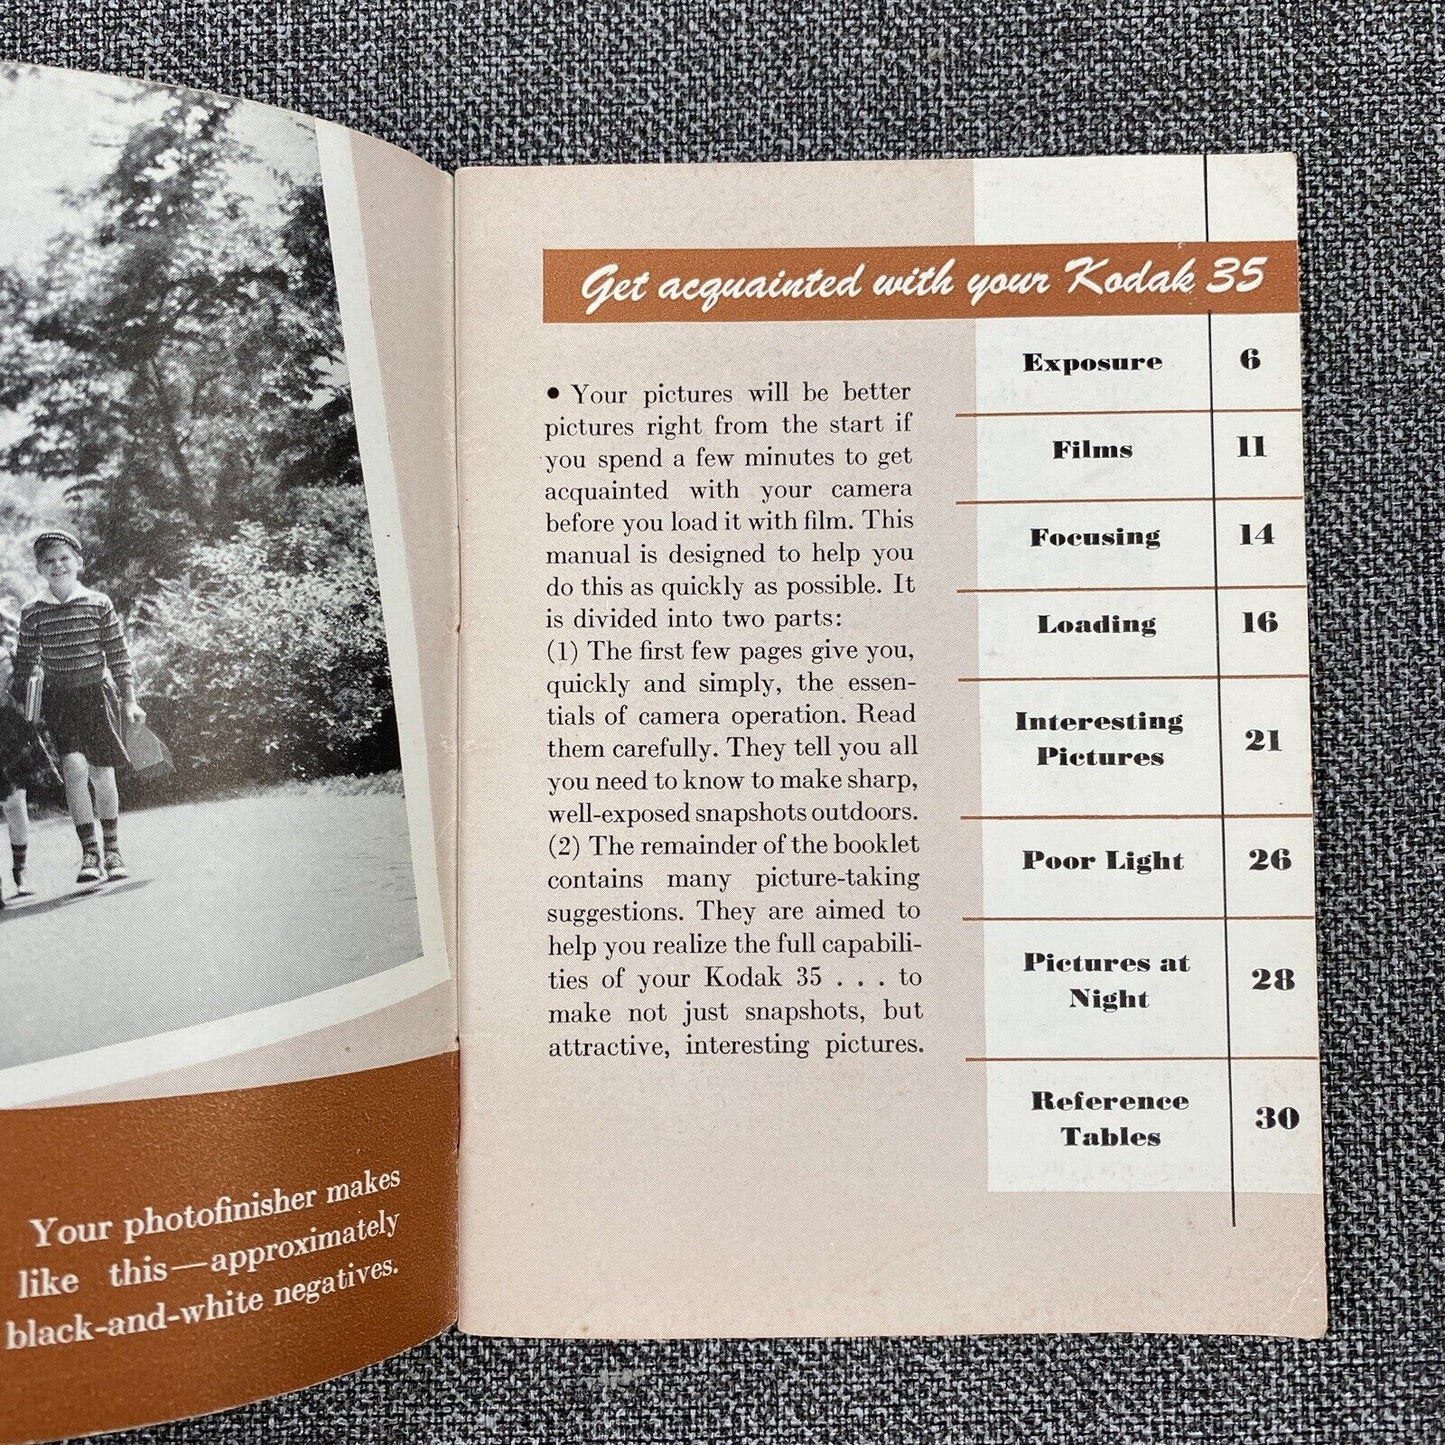 Your photofinisher makes
like this—approximately
black-and-white negatives.
Get acquainted with your Kodak 35
• Your pictures will be better
pictures right from the start if
you spend a few minutes to get
acquainted with your camera
before you load it with film. This
manual is designed to help you
do this as quickly as possible. It
is divided into two parts:
(1) The first few pages give you,
quickly and simply, the essen-
tials of camera operation. Read
them carefully. They tell you all
you need to know to make sharp,
well-exposed snapshots outdoors.
(2) The remainder of the booklet
contains many picture-taking
suggestions. They are aimed to
help you realize the full capabili-
ties of your Kodak 35 . . . to
make not just snapshots, but
attractive, interesting pictures.
Exposure 6
Films 11
Focusing 14
Loading 16
Interesting
Pictures 21
Poor Light 26
Pictures at
Night 28
Reference
Tables 30